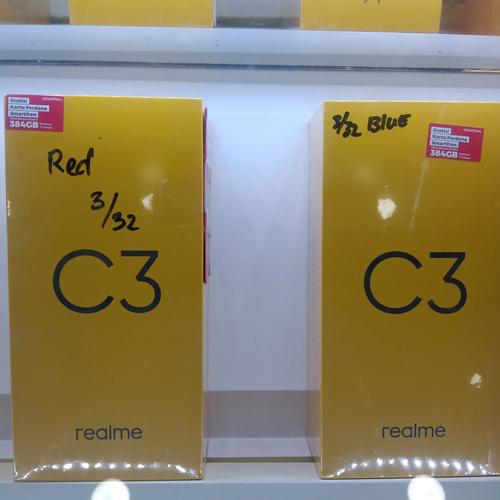 Gratis!
Kartu Perdana
Smartfren
384GB
smartfren
Red
3/32
C3
realme
3/32 BLUE
Gratis!
Kartu Perdana
Smartfren
384GB
C3
realme